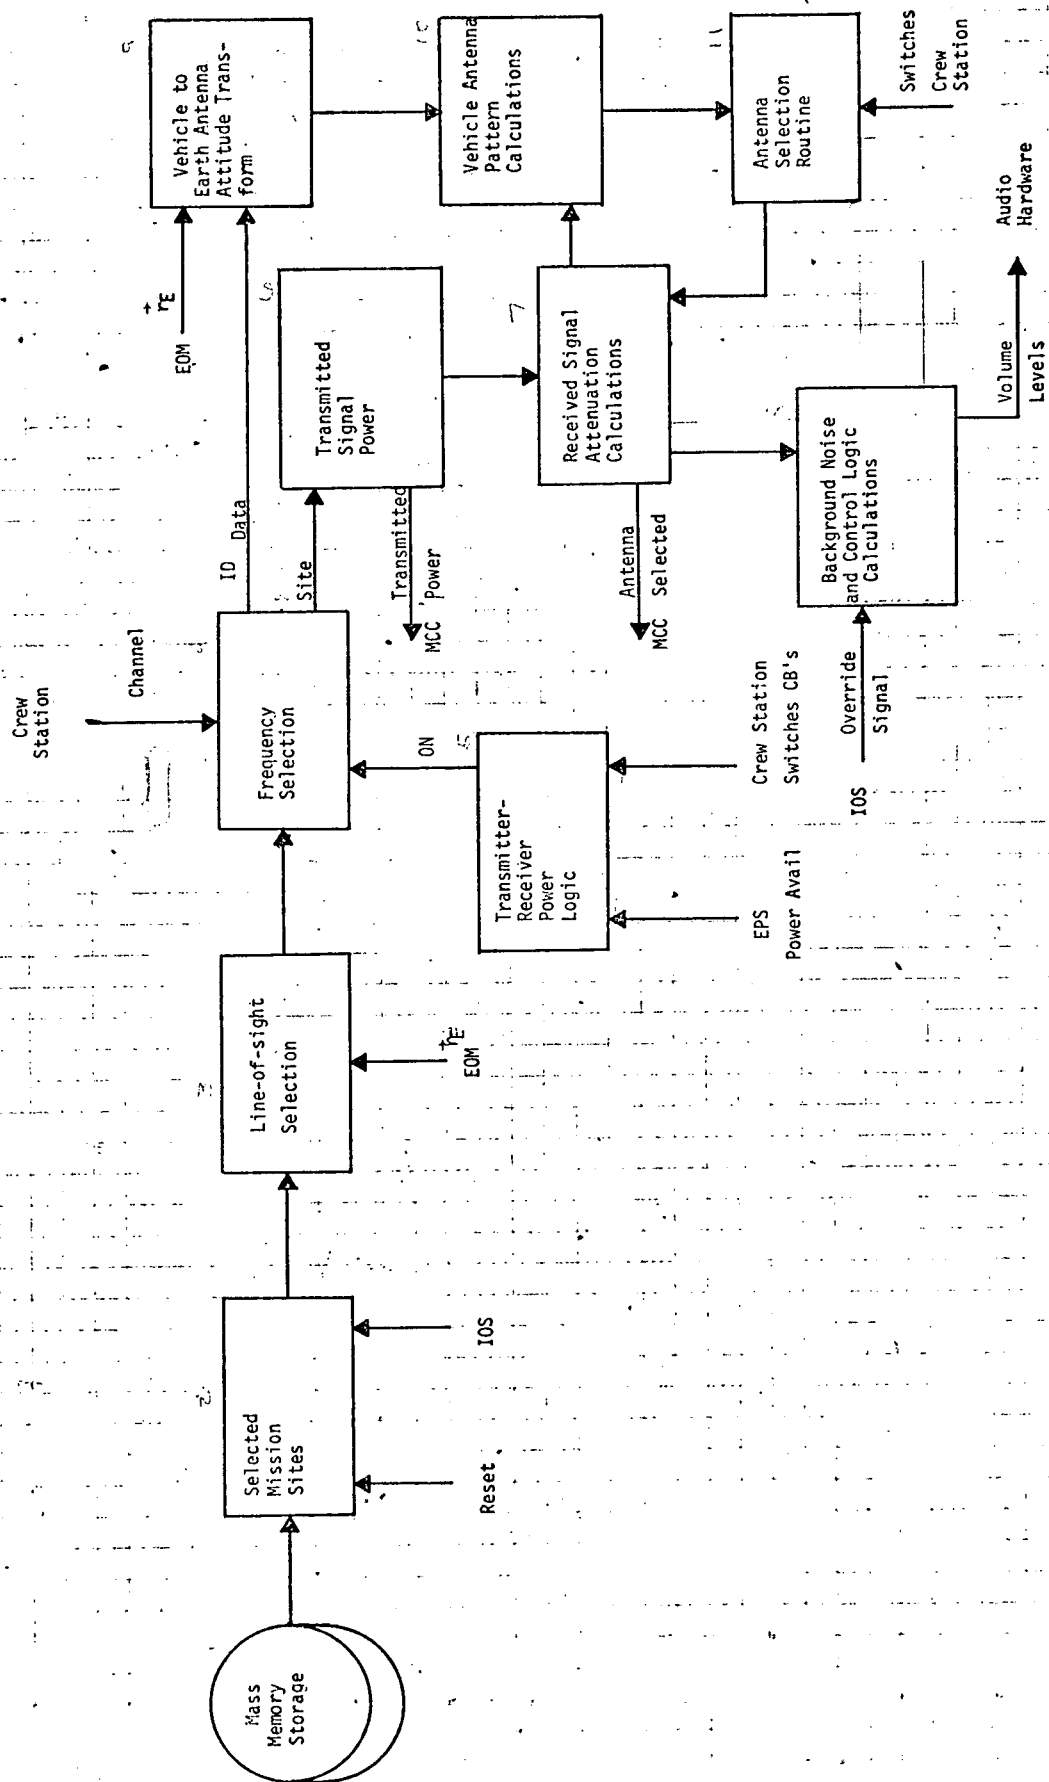 Mass
Memory
Storage
Selected
Mission
Sites
Reset
IOS
Line-of-sight
Selection
r̄E
EOM
Crew
Station
Channel
Frequency
Selection
ON
Transmitter-
Receiver
Power
Logic
EPS
Power Avail
Crew Station
Switches CB's
ID Data
Site
EOM
r̄E
Vehicle to
Earth Antenna
Attitude Trans-
form
9
Transmitted
Signal
Power
Transmitted
MCC Power
Vehicle Antenna
Pattern
Calculations
10
Received Signal
Attenuation
Calculations
7
Antenna
MCC Selected
Antenna
Selection
Routine
11
Switches
Crew
Station
Background Noise
and Control Logic
Calculations
IOS
Override
Signal
Volume
Levels
Audio
Hardware